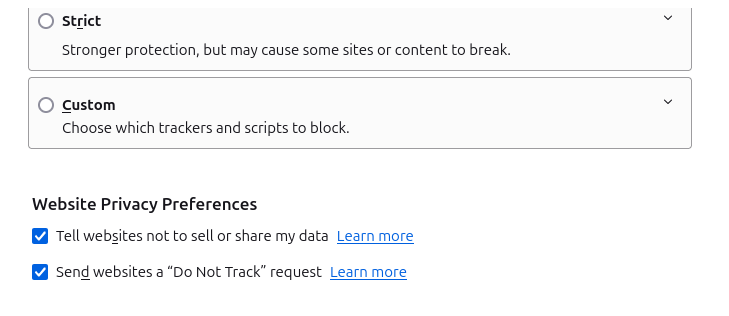 Strict
Stronger protection, but may cause some sites or content to break.
Custom
Choose which trackers and scripts to block.
Website Privacy Preferences
Tell websites not to sell or share my data Learn more
Send websites a “Do Not Track” request Learn more